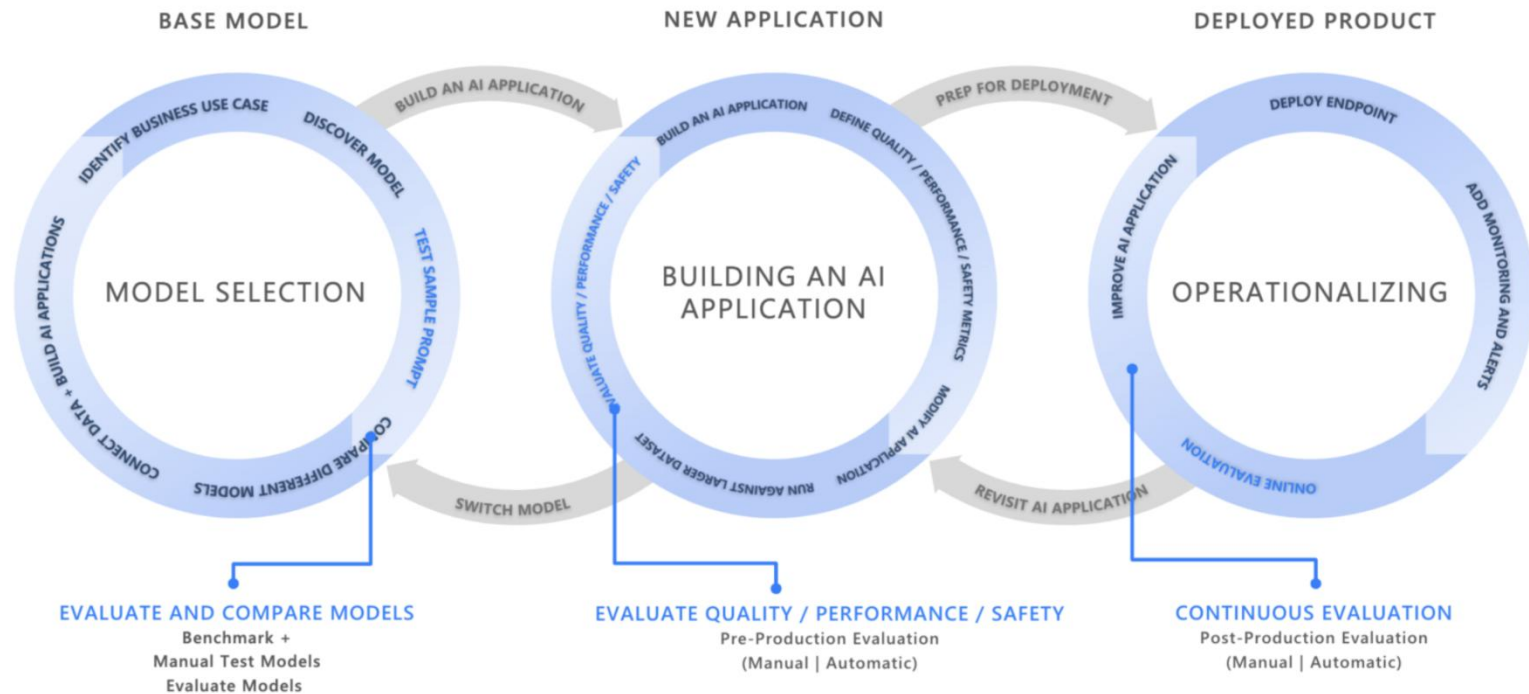 BASE MODEL
NEW APPLICATION
DEPLOYED PRODUCT
IDENTIFY BUSINESS USE CASE
DISCOVER MODEL
TEST SAMPLE PROMPT
COMPARE DIFFERENT MODELS
CONNECT DATA + BUILD AI APPLICATIONS
MODEL SELECTION
BUILD AN AI APPLICATION
SWITCH MODEL
BUILD AN AI APPLICATION
DEFINE QUALITY / PERFORMANCE / SAFETY METRICS
MODIFY AI APPLICATION
RUN AGAINST LARGER DATASET
EVALUATE QUALITY / PERFORMANCE / SAFETY
BUILDING AN AI
APPLICATION
PREP FOR DEPLOYMENT
REVISIT AI APPLICATION
DEPLOY ENDPOINT
ADD MONITORING AND ALERTS
ONLINE EVALUATION
IMPROVE AI APPLICATION
OPERATIONALIZING
EVALUATE AND COMPARE MODELS
Benchmark +
Manual Test Models
Evaluate Models
EVALUATE QUALITY / PERFORMANCE / SAFETY
Pre-Production Evaluation
(Manual | Automatic)
CONTINUOUS EVALUATION
Post-Production Evaluation
(Manual | Automatic)